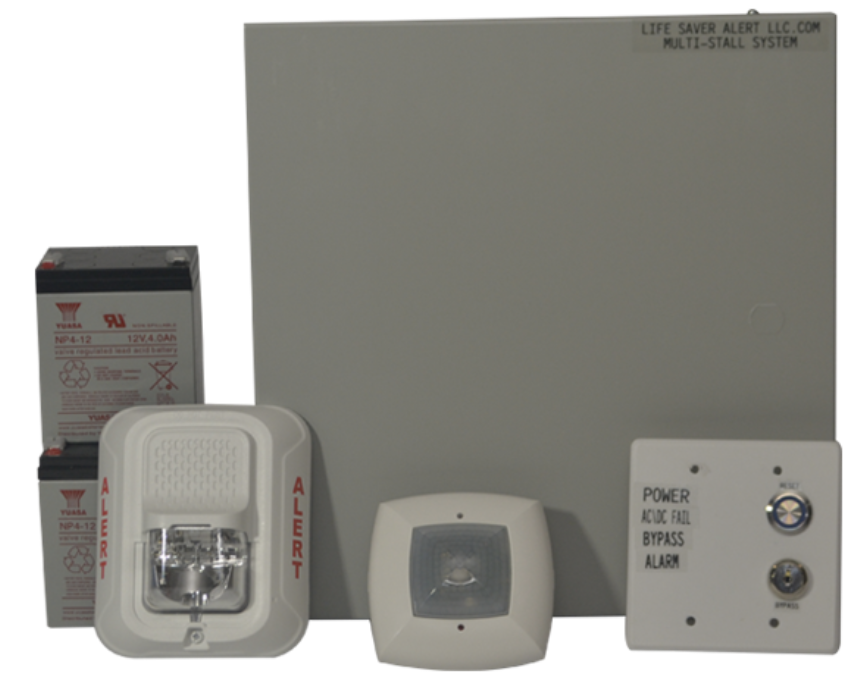 LIFE SAVER ALERT LLC.COM
MULTI-STALL SYSTEM
YUASA
NP4-12 12V,4.0Ah
valve regulated lead acid battery
YUASA
NP4-12
ALERT
ALERT
POWER
AC\DC FAIL
BYPASS
ALARM
RESET
BYPASS